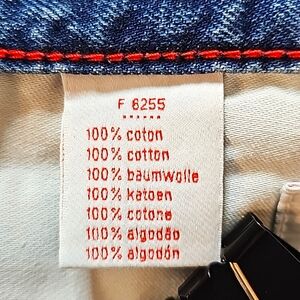 F 6255
100% coton
100% cotton
100% baumwolle
100% katoen
100% cotone
100% algodão
100% algodón